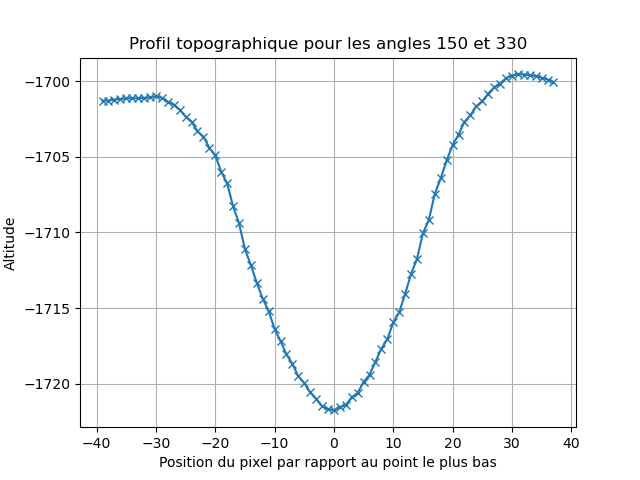 Profil topographique pour les angles 150 et 330
−1700
−1705
−1710
−1715
−1720
Altitude
−40 −30 −20 −10 0 10 20 30 40
Position du pixel par rapport au point le plus bas